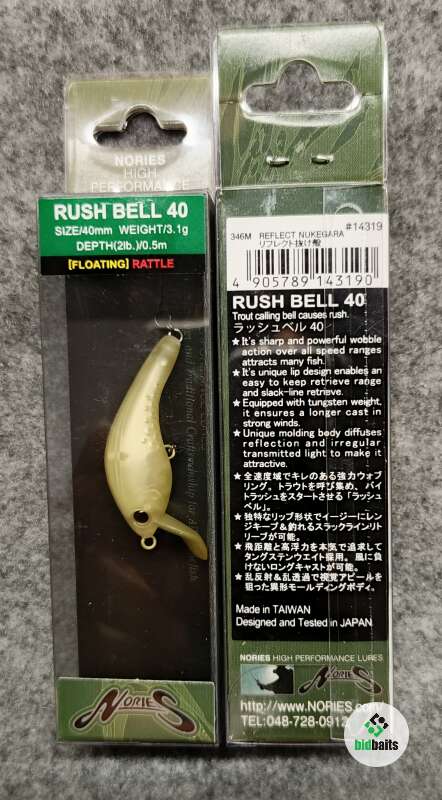 NORIES
HIGH
PERFORMANCE
RUSH BELL 40
SIZE/40mm WEIGHT/3.1g
DEPTH(2lb.)/0.5m
[FLOATING] RATTLE
NORIES
346M REFLECT NUKEGARA #14319
リフレクト抜け殻
4 905789 143190
RUSH BELL 40
Trout calling bell causes rush.
ラッシュベル 40
★It's sharp and powerful wobble
action over all speed ranges
attracts many fish.
★It's unique lip design enables an
easy to keep retrieve range
and slack-line retrieve.
★Equipped with tungsten weight,
it ensures a longer cast in
strong winds.
★Unique molding body diffuses
reflection and irregular
transmitted light to make it
attractive.
★全速度域でキレのある強力ウォブ
リング。トラウトを呼び集め、バイ
トラッシュをスタートさせる「ラッシュ
ベル」。
★独特なリップ形状でイージーにレン
ジキープ&釣れるスラックラインリト
リーブが可能。
★飛距離と高浮力を本気で追求して
タングステンウエイト採用。風に負
けないロングキャストが可能。
★乱反射&乱透過で視覚アピールを
狙った異形モールディングボディ。
Made in TAIWAN
Designed and Tested in JAPAN
NORIES HIGH PERFORMANCE LURES
NORIES
http://www.NORIES.com/
TEL:048-728-0912
bidbaits